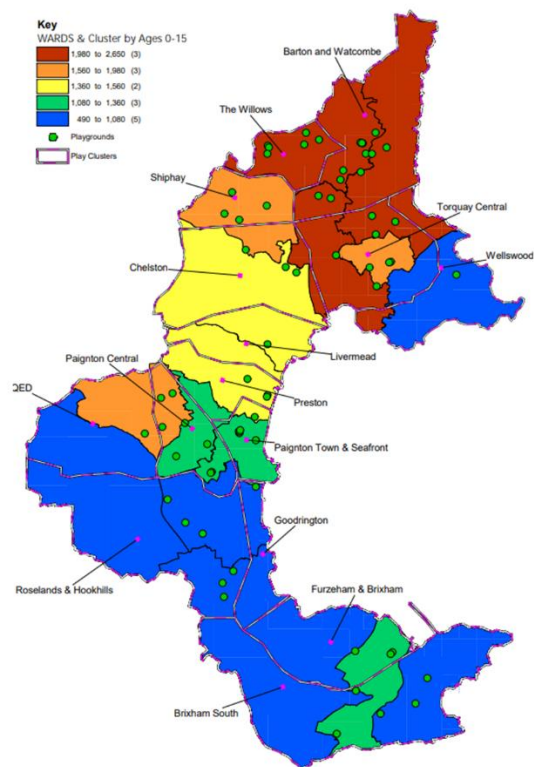 Key
WARDS & Cluster by Ages 0-15
1,980 to 2,650 (3)
1,560 to 1,980 (3)
1,360 to 1,560 (2)
1,080 to 1,360 (3)
490 to 1,080 (5)
Playgrounds
Play Clusters
Barton and Watcombe
The Willows
Shiphay
Torquay Central
Wellswood
Chelston
Livermead
Paignton Central
QED
Preston
Paignton Town & Seafront
Goodrington
Roselands & Hookhills
Furzeham & Brixham
Brixham South